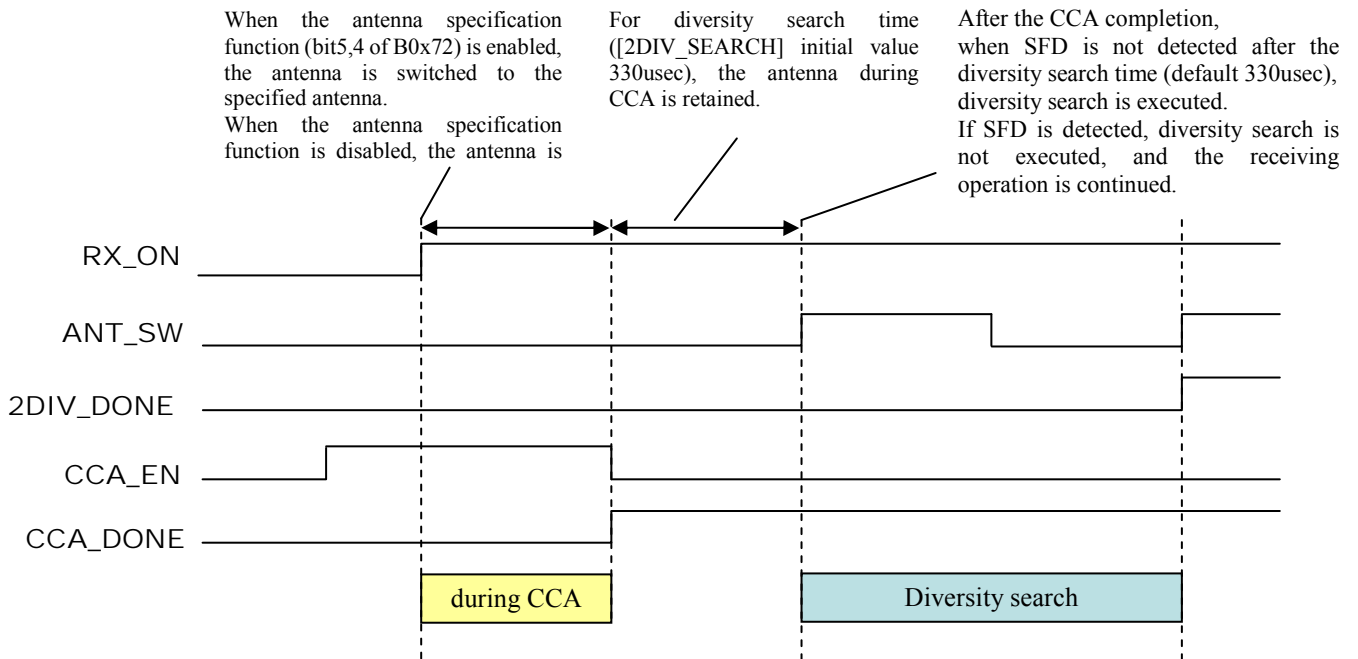 When the antenna specification
function (bit5,4 of B0x72) is enabled,
the antenna is switched to the
specified antenna.
When the antenna specification
function is disabled, the antenna is
For diversity search time
([2DIV_SEARCH] initial value
330usec), the antenna during
CCA is retained.
After the CCA completion,
when SFD is not detected after the
diversity search time (default 330usec),
diversity search is executed.
If SFD is detected, diversity search is
not executed, and the receiving
operation is continued.
RX_ON
ANT_SW
2DIV_DONE
CCA_EN
CCA_DONE
during CCA
Diversity search